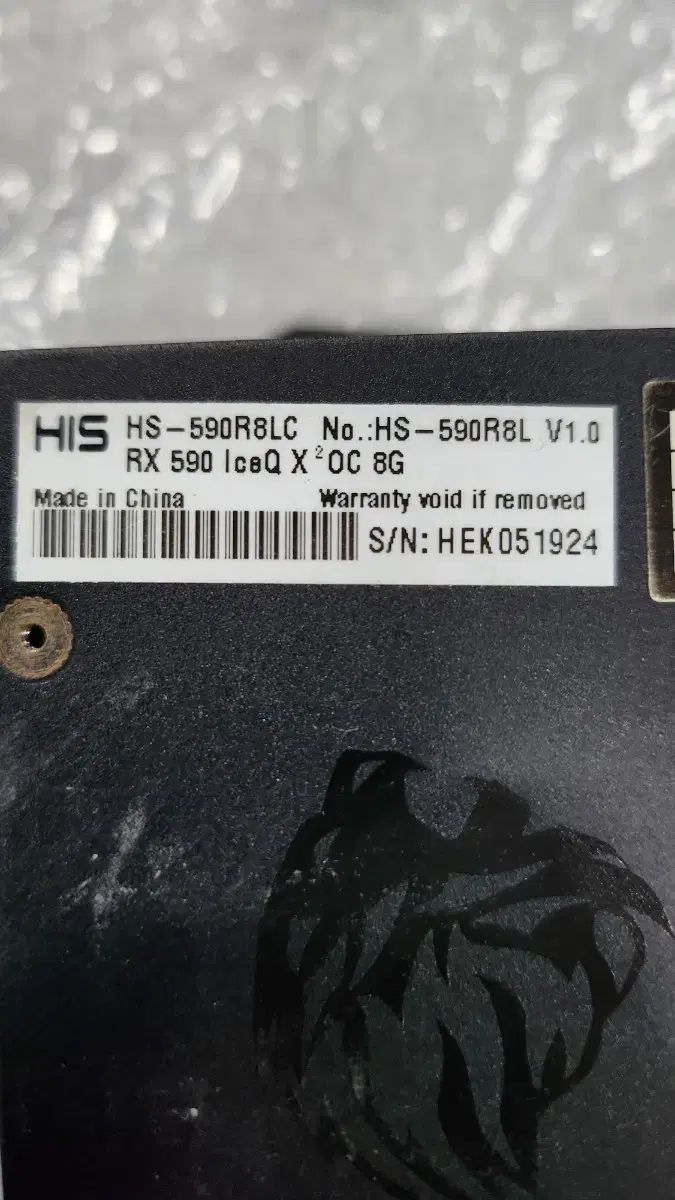 HIS HS-590R8LC No.:HS-590R8L V1.0
RX 590 IceQ X²OC 8G
Made in China Warranty void if removed
S/N: HEK051924